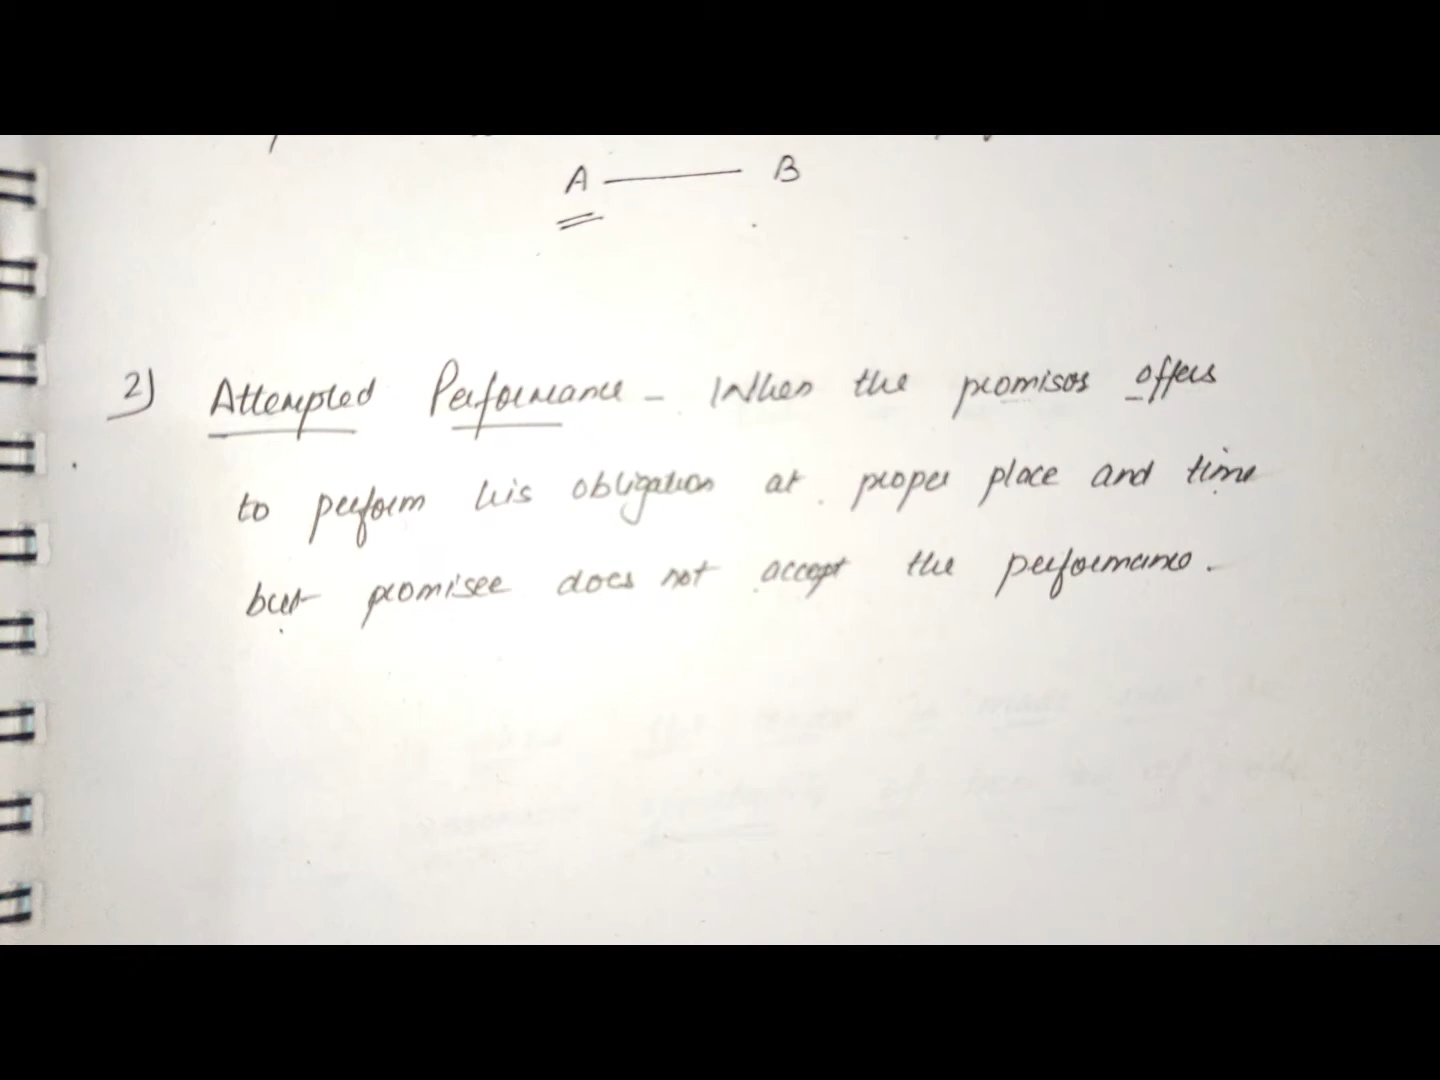 A — B
2) Attempted Performance - When the promisor offers
to perform his obligation at proper place and time
but promisee does not accept the performance.